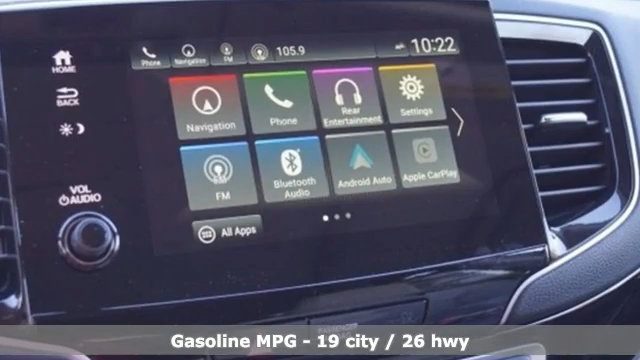 HOME
BACK
VOL
AUDIO
Phone
Navigation
FM
105.9
10:22
Navigation
Phone
Rear
Entertainment
Settings
FM
Bluetooth
Audio
Android Auto
Apple CarPlay
All Apps
PASSENGER
Gasoline MPG - 19 city / 26 hwy